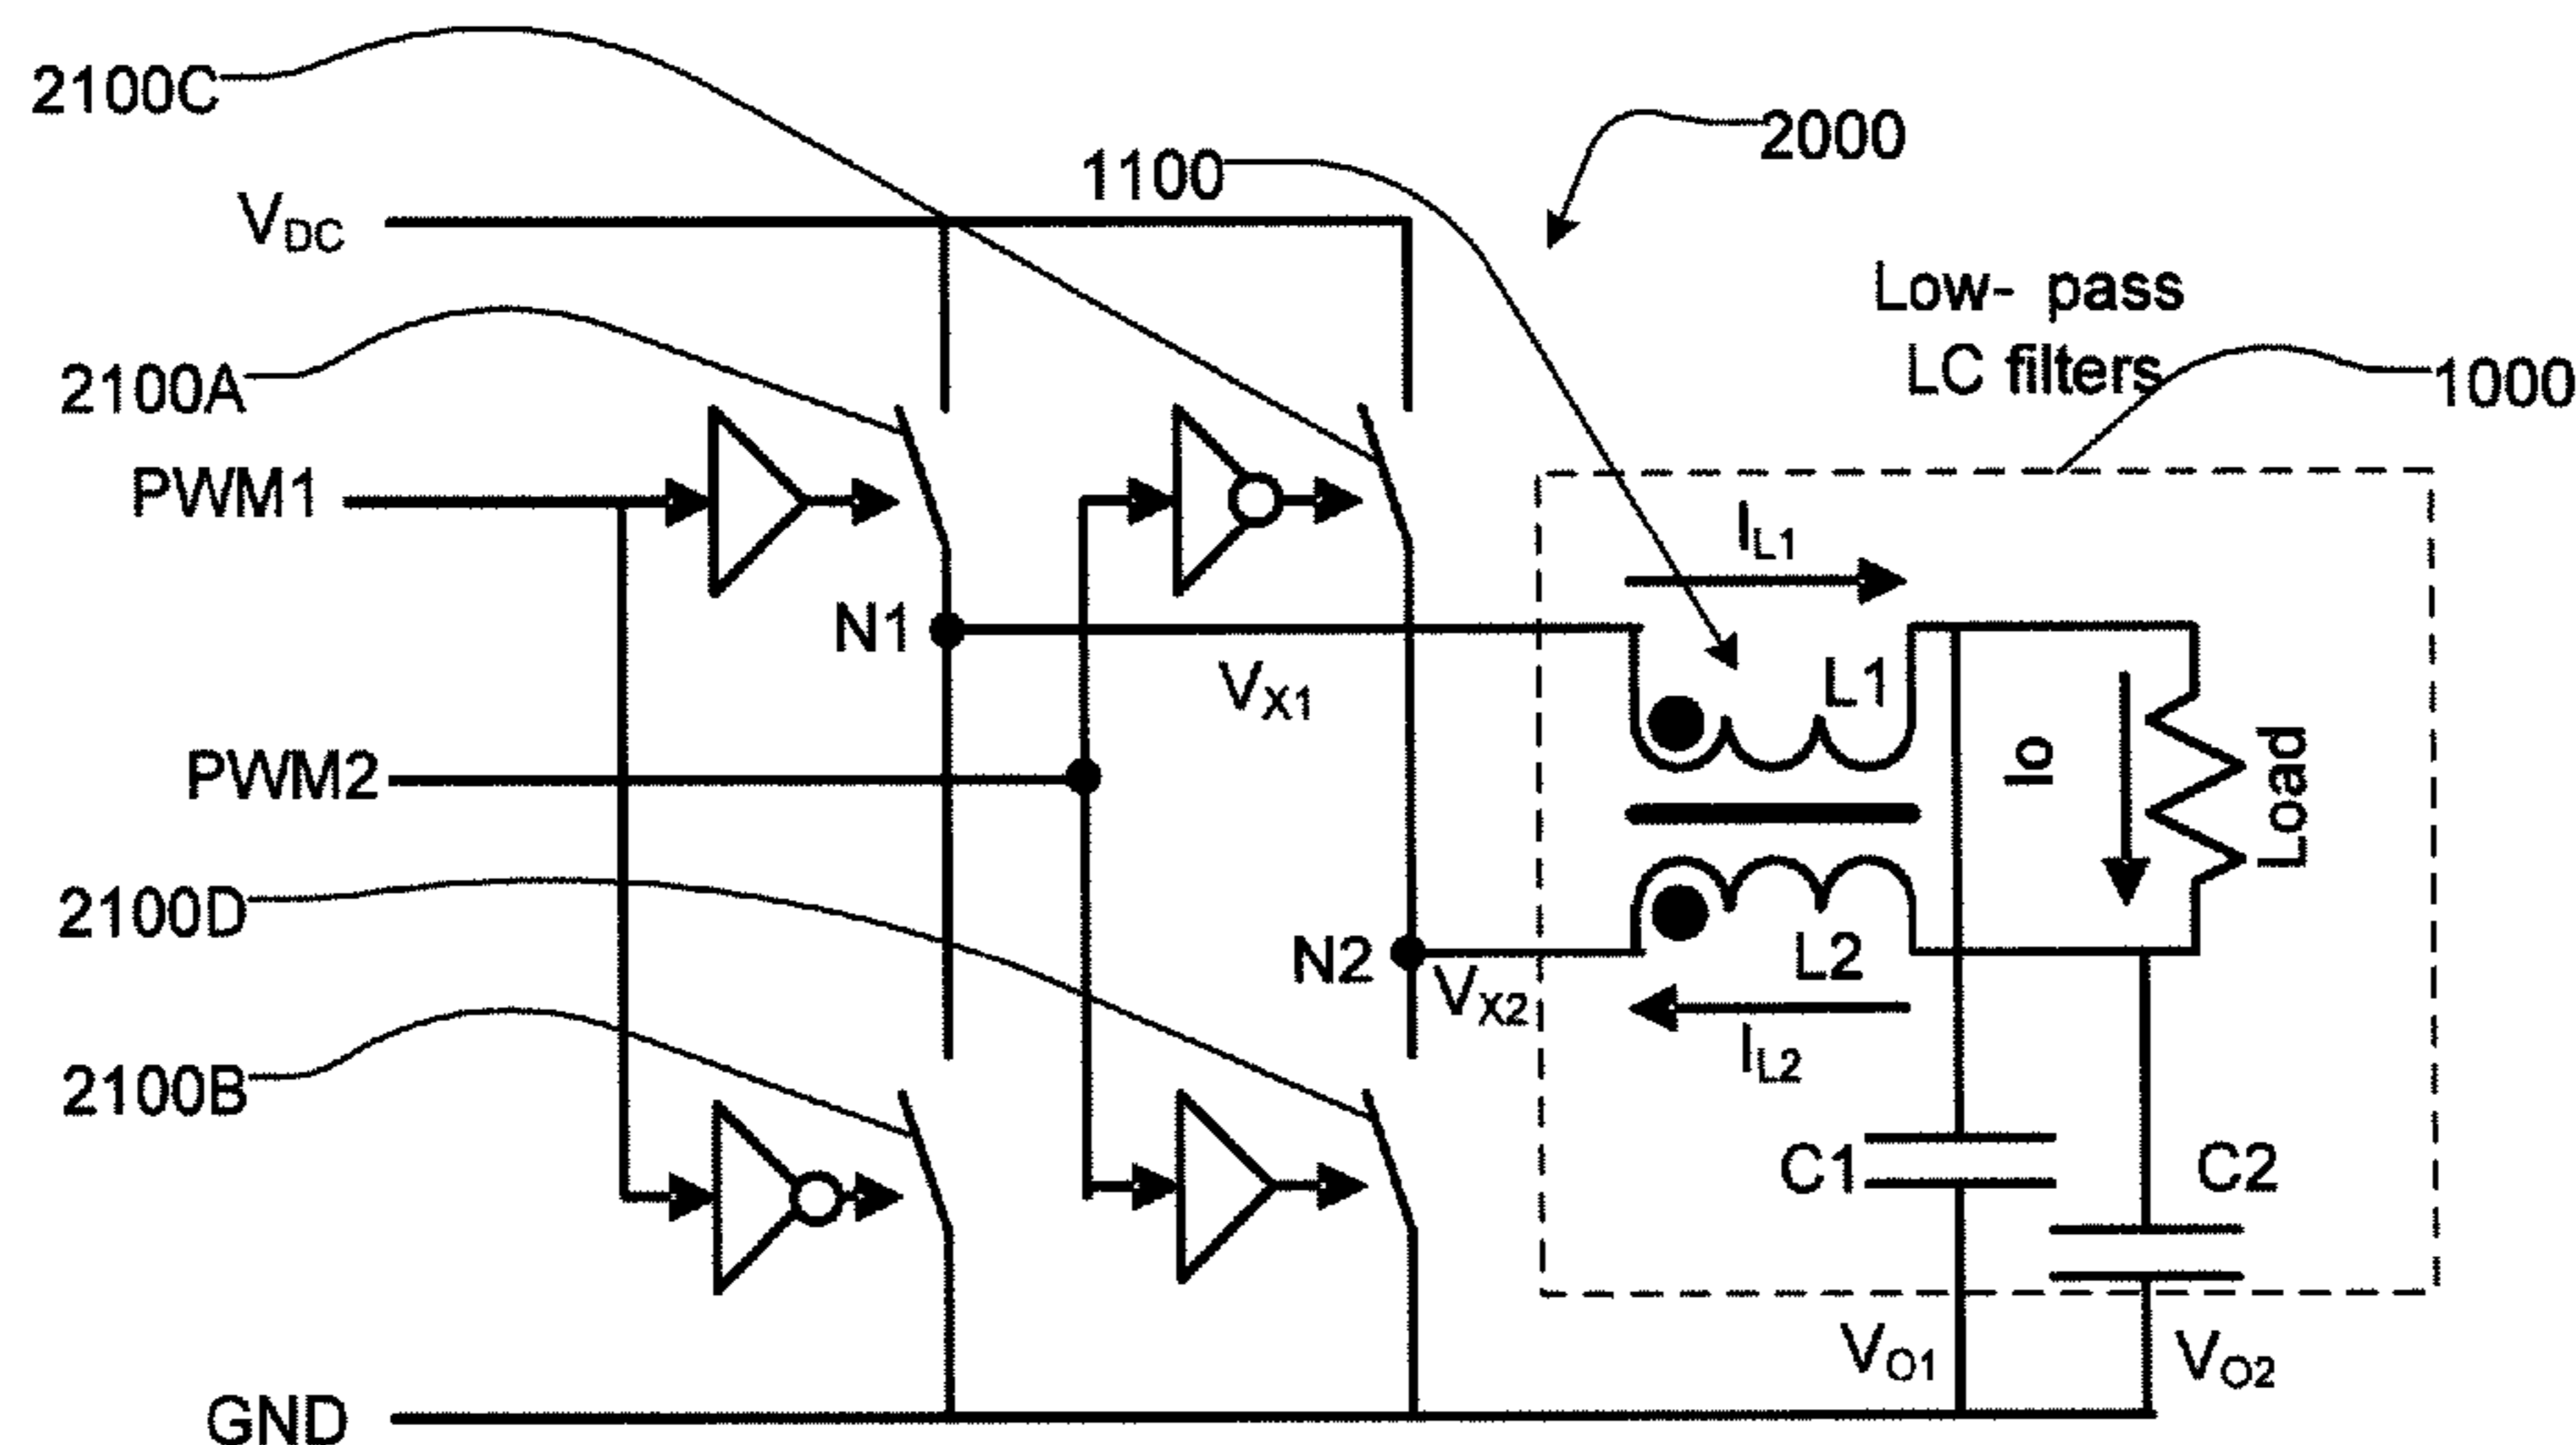 2100C
2000
1100
VDC
Low- pass
LC filters
1000
2100A
PWM1
IL1
N1
VX1
L1
Io
Load
PWM2
2100D
N2
VX2
L2
IL2
2100B
C1
C2
VO1
VO2
GND